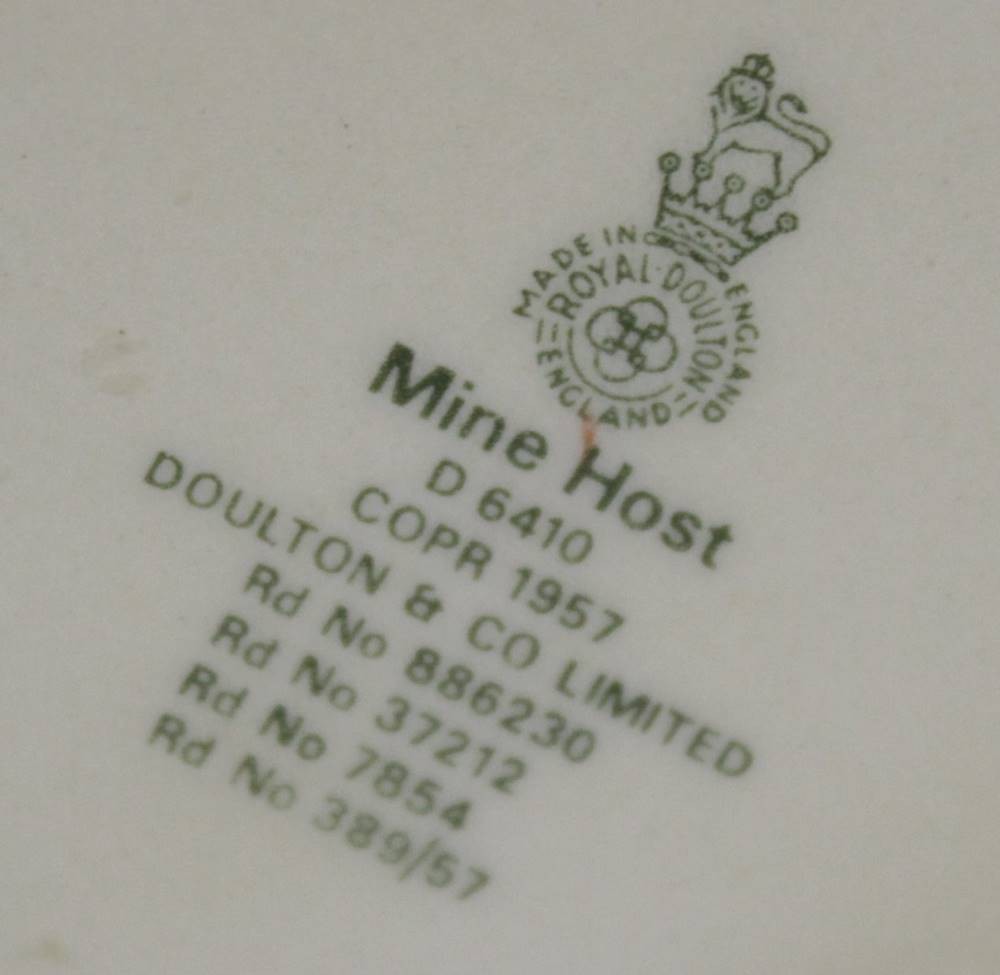 MADE IN ENGLAND
ROYAL·DOULTON
ENGLAND
Mine Host
D 6410
COPR 1957
DOULTON & CO LIMITED
Rd No 886230
Rd No 37212
Rd No 7854
Rd No 389/57